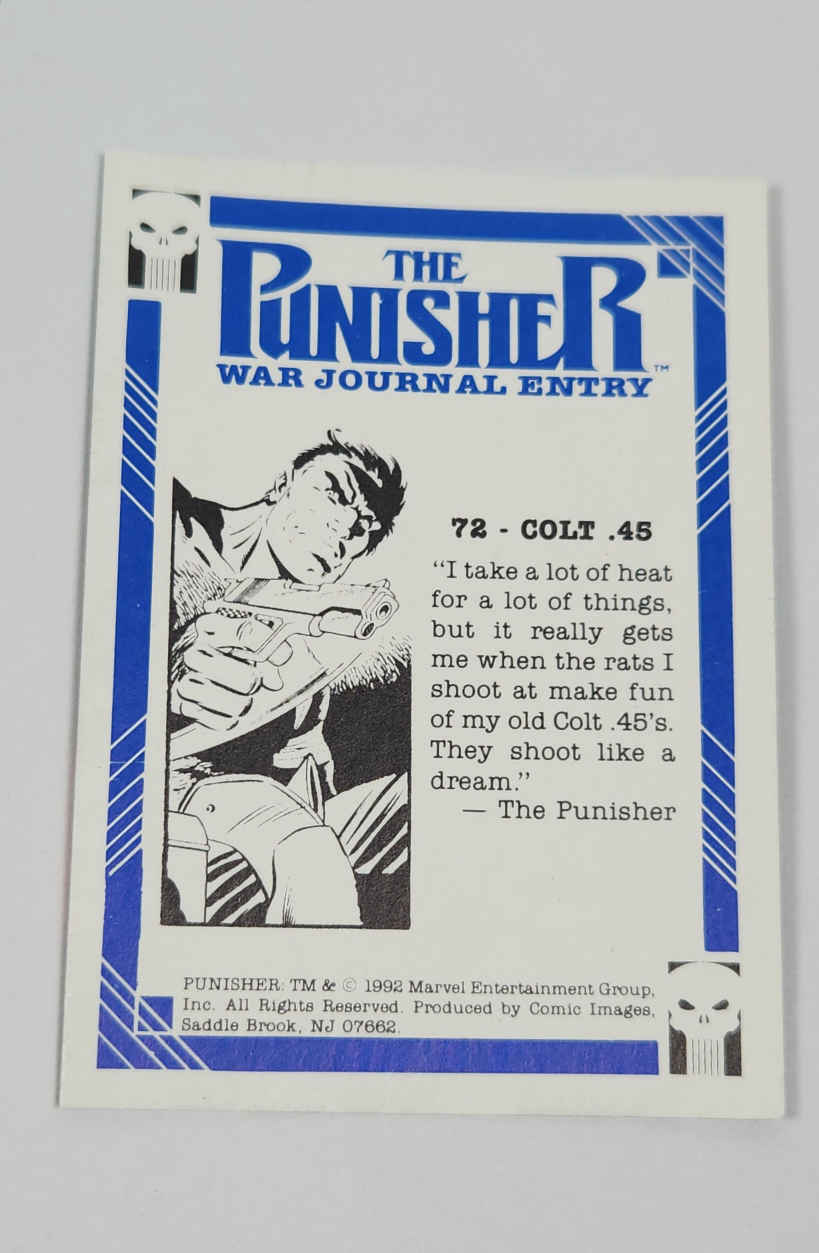 THE
PUNISHER™
WAR JOURNAL ENTRY
72 - COLT .45
“I take a lot of heat
for a lot of things,
but it really gets
me when the rats I
shoot at make fun
of my old Colt .45’s.
They shoot like a
dream.”
— The Punisher
PUNISHER: TM & © 1992 Marvel Entertainment Group,
Inc. All Rights Reserved. Produced by Comic Images,
Saddle Brook, NJ 07662.